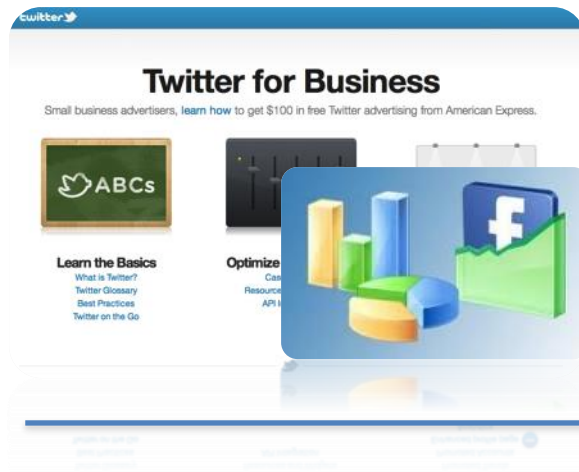 twitter
Twitter for Business
Small business advertisers, learn how to get $100 in free Twitter advertising from American Express.
ABCs
f
Learn the Basics
What is Twitter?
Twitter Glossary
Best Practices
Twitter on the Go
Optimize
Resource